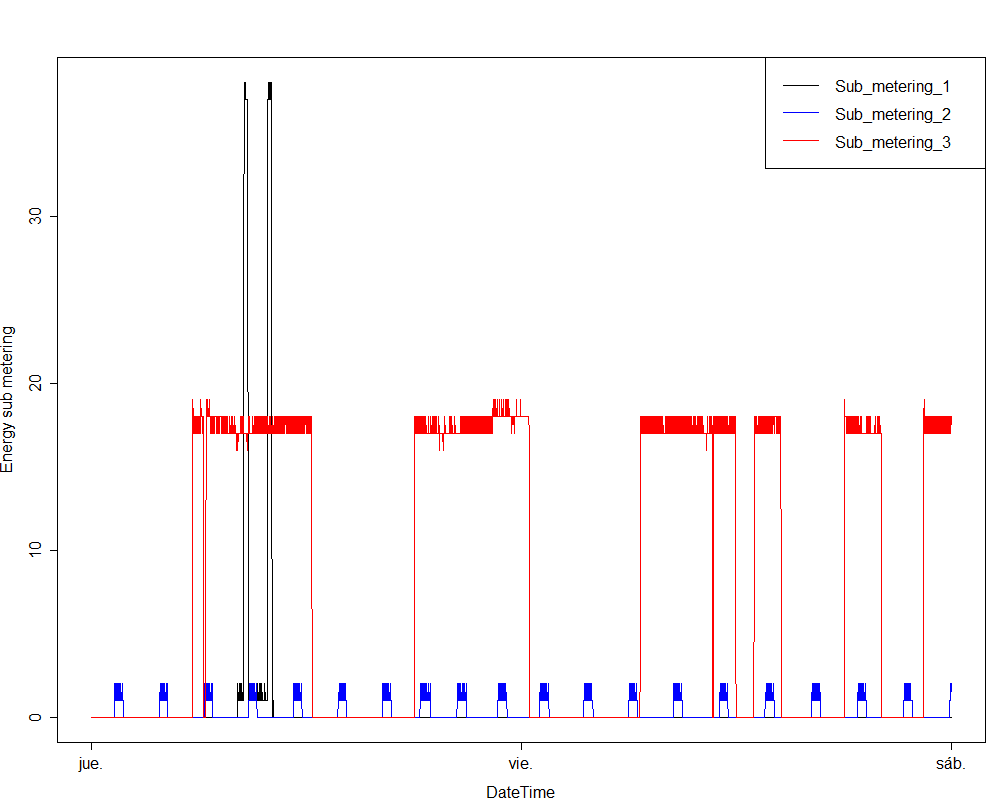 Sub_metering_1
Sub_metering_2
Sub_metering_3
Energy sub metering
30
20
10
0
jue.
vie.
sáb.
DateTime